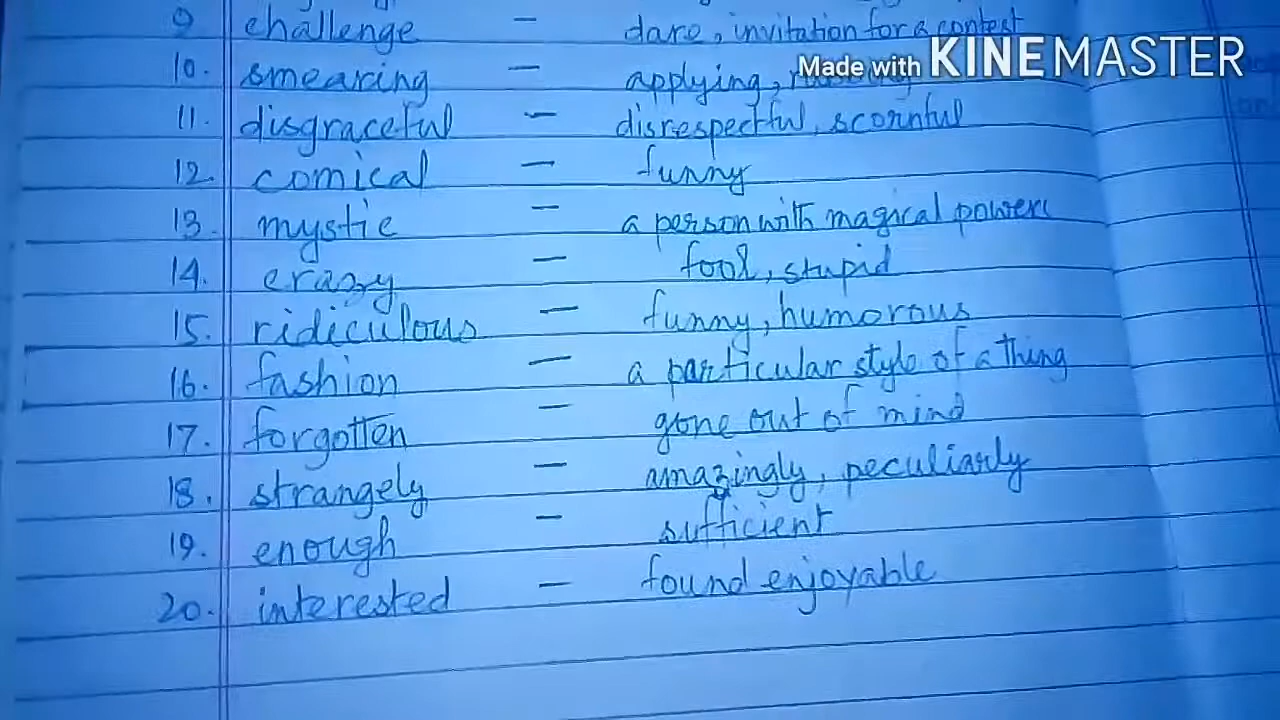 9 challenge – dare, invitation for a contest
Made with KINEMASTER
10. smearing – applying,
11. disgraceful – disrespectful, scornful
12. comical – funny
13. mystic – a person with magical powers
14. crazy – fool, stupid
15. ridiculous – funny, humorous
16. fashion – a particular style of a thing
17. forgotten – gone out of mind
18. strangely – amazingly, peculiarly
19. enough – sufficient
20. interested – found enjoyable